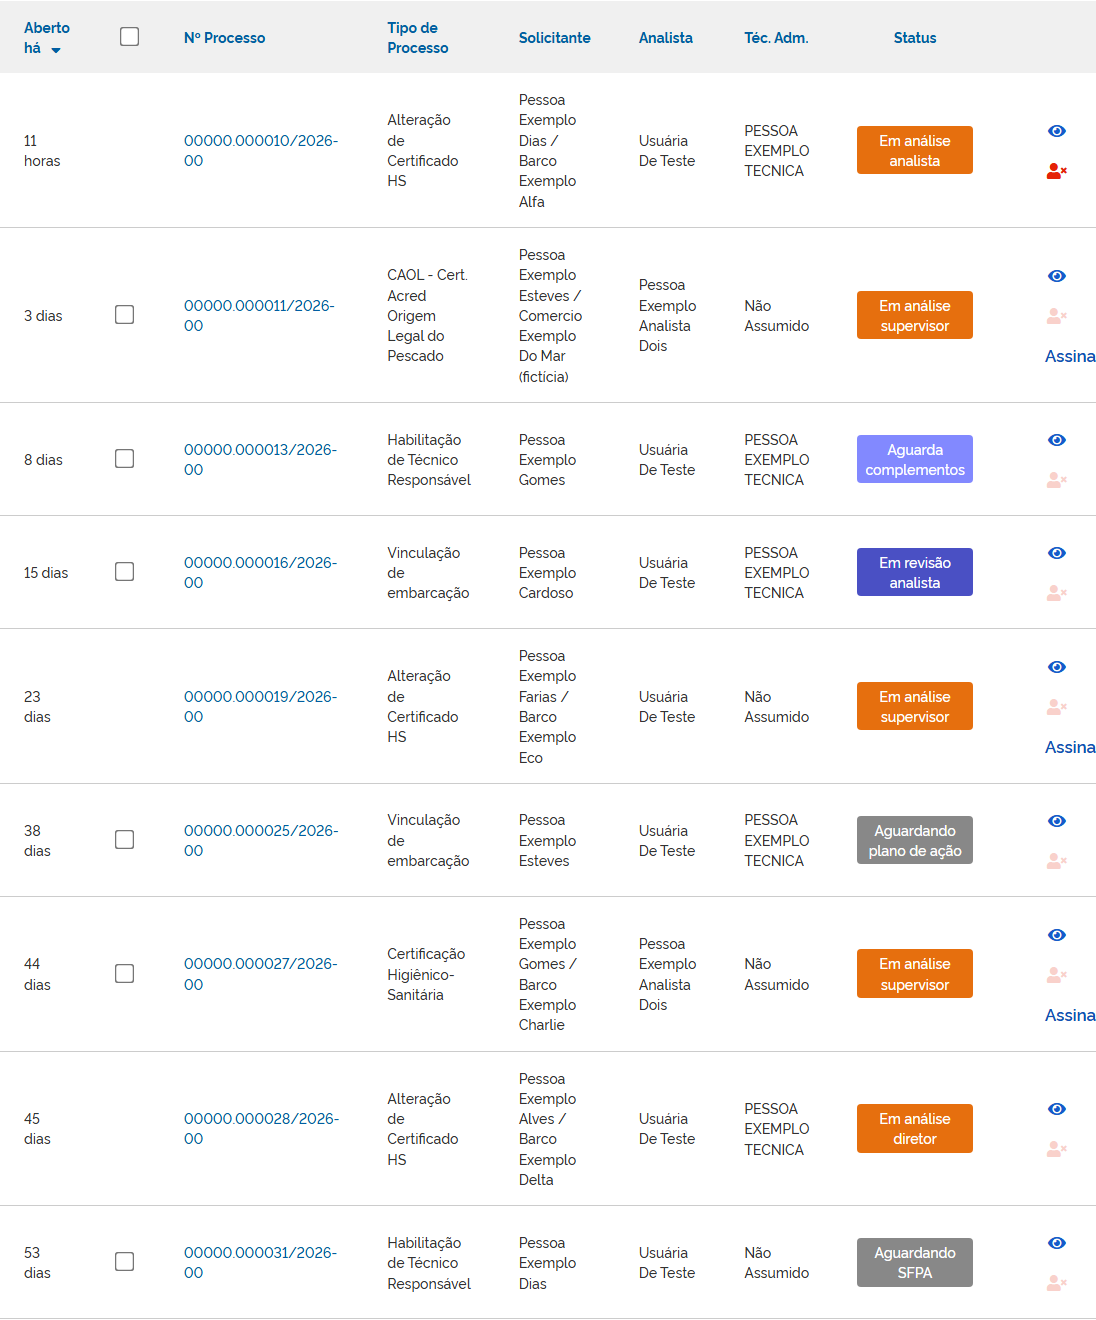 Aberto
há
Nº Processo
Tipo de
Processo
Solicitante
Analista
Téc. Adm.
Status
11
horas
00000.000010/2026-
00
Alteração
de
Certificado
HS
Pessoa
Exemplo
Dias /
Barco
Exemplo
Alfa
Usuária
De Teste
PESSOA
EXEMPLO
TECNICA
Em análise
analista
3 dias
00000.000011/2026-
00
CAOL - Cert.
Acred
Origem
Legal do
Pescado
Pessoa
Exemplo
Esteves /
Comercio
Exemplo
Do Mar
(fictícia)
Pessoa
Exemplo
Analista
Dois
Não
Assumido
Em análise
supervisor
Assina
8 dias
00000.000013/2026-
00
Habilitação
de Técnico
Responsável
Pessoa
Exemplo
Gomes
Usuária
De Teste
PESSOA
EXEMPLO
TECNICA
Aguarda
complementos
15 dias
00000.000016/2026-
00
Vinculação
de
embarcação
Pessoa
Exemplo
Cardoso
Usuária
De Teste
PESSOA
EXEMPLO
TECNICA
Em revisão
analista
23
dias
00000.000019/2026-
00
Alteração
de
Certificado
HS
Pessoa
Exemplo
Farias /
Barco
Exemplo
Eco
Usuária
De Teste
Não
Assumido
Em análise
supervisor
Assina
38
dias
00000.000025/2026-
00
Vinculação
de
embarcação
Pessoa
Exemplo
Esteves
Usuária
De Teste
PESSOA
EXEMPLO
TECNICA
Aguardando
plano de ação
44
dias
00000.000027/2026-
00
Certificação
Higiênico-
Sanitária
Pessoa
Exemplo
Gomes /
Barco
Exemplo
Charlie
Pessoa
Exemplo
Analista
Dois
Não
Assumido
Em análise
supervisor
Assina
45
dias
00000.000028/2026-
00
Alteração
de
Certificado
HS
Pessoa
Exemplo
Alves /
Barco
Exemplo
Delta
Usuária
De Teste
PESSOA
EXEMPLO
TECNICA
Em análise
diretor
53
dias
00000.000031/2026-
00
Habilitação
de Técnico
Responsável
Pessoa
Exemplo
Dias
Usuária
De Teste
Não
Assumido
Aguardando
SFPA